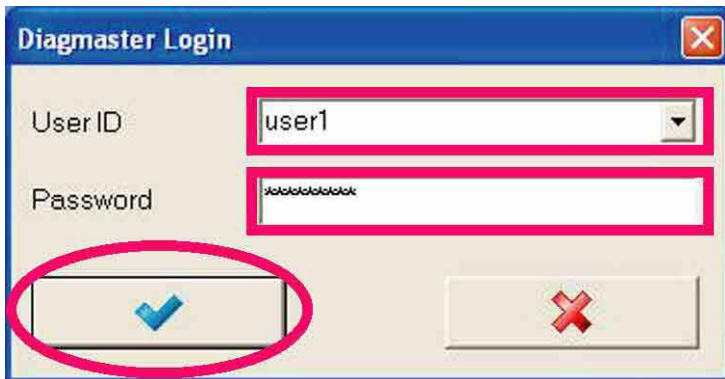 Diagmaster Login
User ID
user1
Password
**********